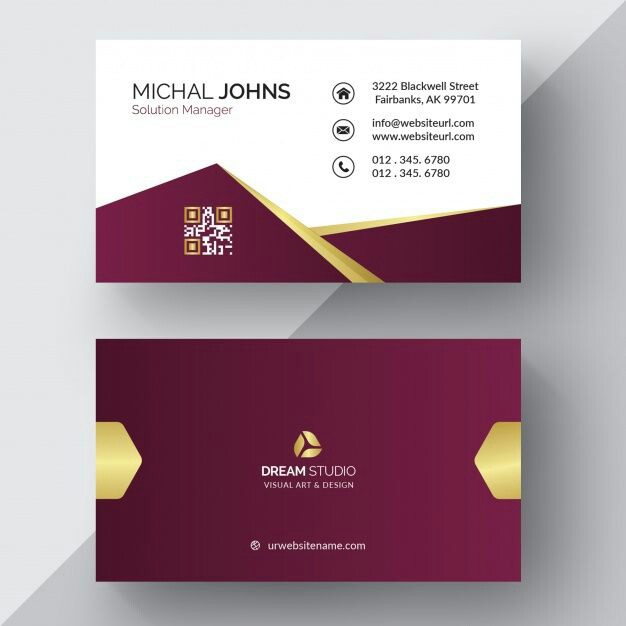 MICHAL JOHNS
Solution Manager
3222 Blackwell Street
Fairbanks, AK 99701
info@websiteurl.com
www.websiteurl.com
012 . 345. 6780
012 . 345. 6780
DREAM STUDIO
VISUAL ART & DESIGN
urwebsitename.com